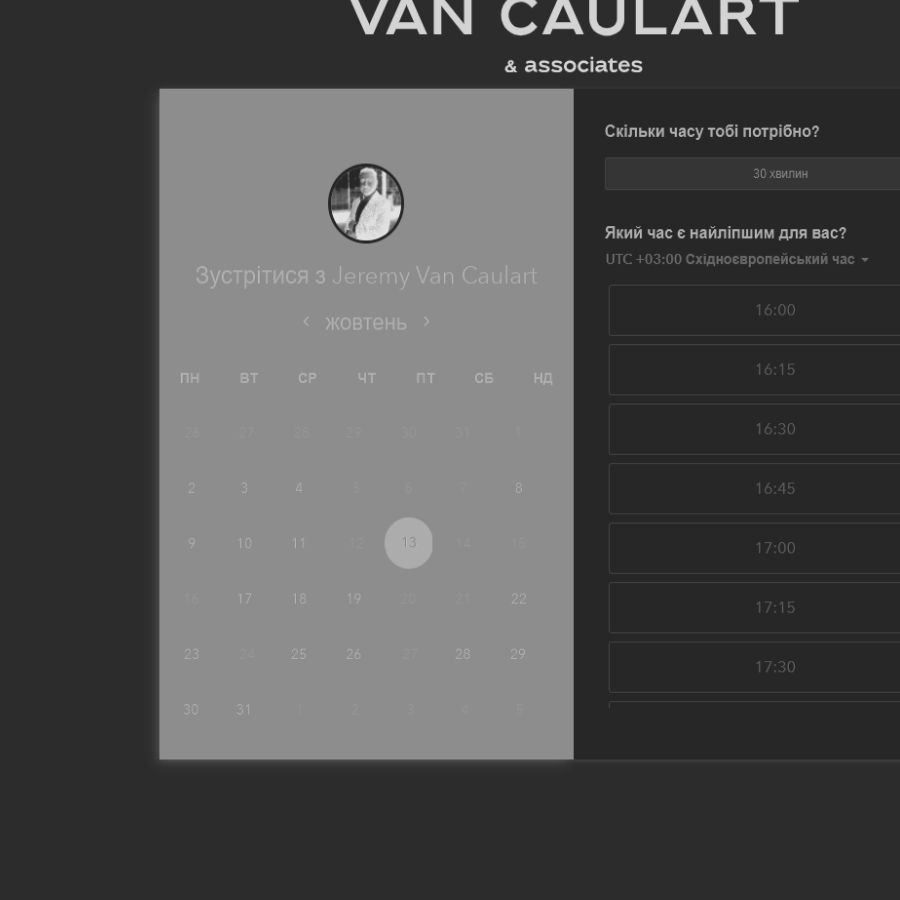 VAN CAULART
& associates
Зустрітися з Jeremy Van Caulart
жовтень
ПН ВТ СР ЧТ ПТ СБ НД
26 27 28 29 30 31 1
2 3 4 5 6 7 8
9 10 11 12 13 14 15
16 17 18 19 20 21 22
23 24 25 26 27 28 29
30 31 1 2 3 4 5
Скільки часу тобі потрібно?
30 хвилин
Який час є найліпшим для вас?
UTC +03:00 Східноєвропейський час
16:00
16:15
16:30
16:45
17:00
17:15
17:30